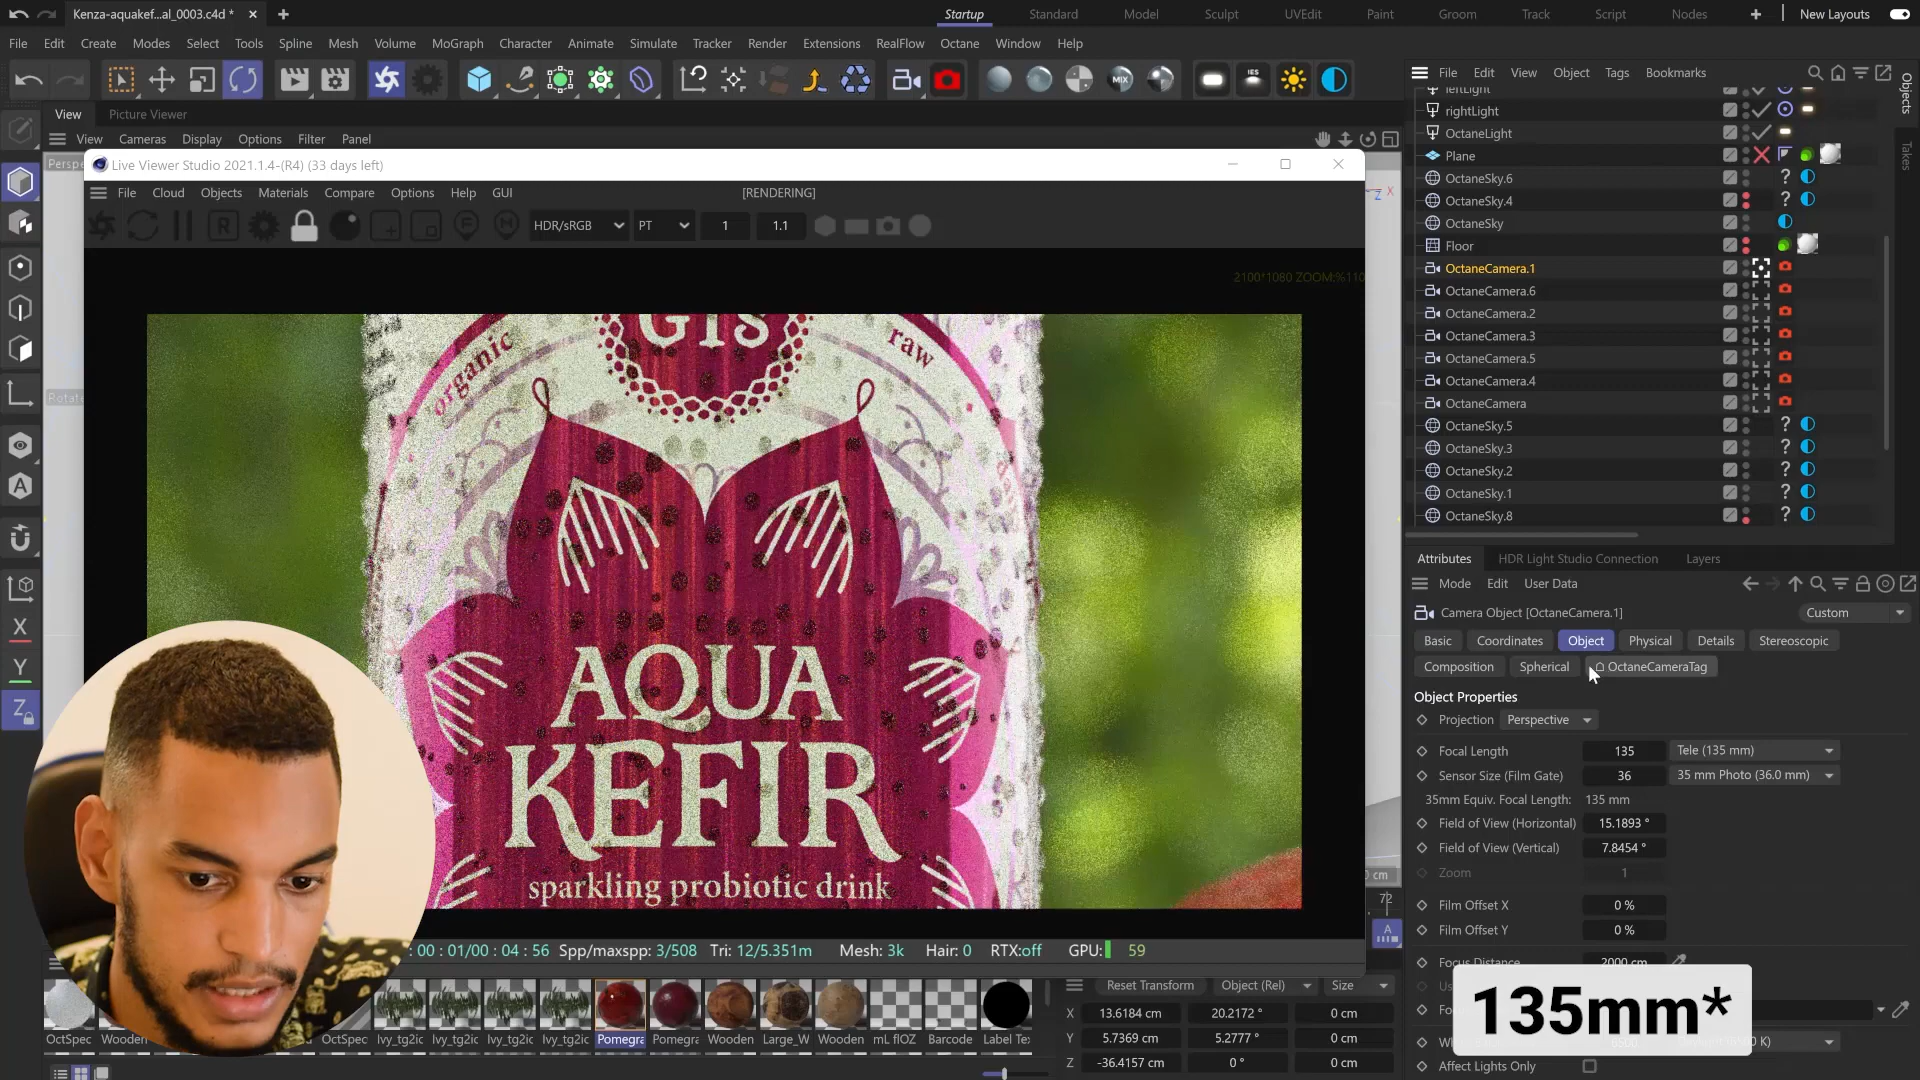 Kenza-aquakef...al_0003.c4d *
Startup Standard Model Sculpt UVEdit Paint Groom Track Script Nodes New Layouts
File Edit Create Modes Select Tools Spline Mesh Volume MoGraph Character Animate Simulate Tracker Render Extensions RealFlow Octane Window Help
MIX IES
View Picture Viewer
View Cameras Display Options Filter Panel
Live Viewer Studio 2021.1.4-(R4) (33 days left)
File Cloud Objects Materials Compare Options Help GUI [RENDERING]
HDR/sRGB PT 1 1.1
2100*1080 ZOOM:%110
GTS
organic
raw
AQUA
KEFIR
sparkling probiotic drink
: 00 : 01/00 : 04 : 56 Spp/maxspp: 3/508 Tri: 12/5.351m Mesh: 3k Hair: 0 RTX:off GPU: 59
OctSpec Wooden OctSpec Ivy_tg2ic Ivy_tg2ic Ivy_tg2ic Ivy_tg2ic Pomegra Pomegra Wooden Large_W Wooden mL flOZ Barcode Label Te
Reset Transform Object (Rel) Size
X 13.6184 cm 20.2172 ° 0 cm
Y 5.7369 cm 5.2777 ° 0 cm
Z -36.4157 cm 0 ° 0 cm
72
File Edit View Object Tags Bookmarks
Objects
Takes
leftLight
rightLight
OctaneLight
Plane
OctaneSky.6
OctaneSky.4
OctaneSky
Floor
OctaneCamera.1
OctaneCamera.6
OctaneCamera.2
OctaneCamera.3
OctaneCamera.5
OctaneCamera.4
OctaneCamera
OctaneSky.5
OctaneSky.3
OctaneSky.2
OctaneSky.1
OctaneSky.8
Attributes HDR Light Studio Connection Layers
Mode Edit User Data
Camera Object [OctaneCamera.1] Custom
Basic Coordinates Object Physical Details Stereoscopic
Composition Spherical OctaneCameraTag
Object Properties
Projection Perspective
Focal Length 135 Tele (135 mm)
Sensor Size (Film Gate) 36 35 mm Photo (36.0 mm)
35mm Equiv. Focal Length: 135 mm
Field of View (Horizontal) 15.1893 °
Field of View (Vertical) 7.8454 °
Zoom 1
Film Offset X 0 %
Film Offset Y 0 %
Focus Distance 2000 cm
135mm*
Affect Lights Only